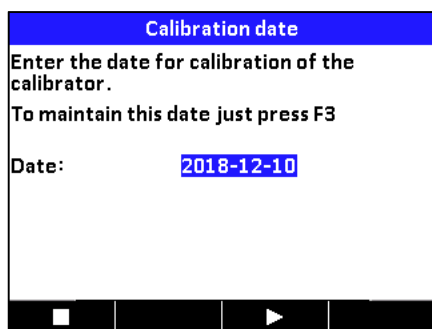 Calibration date
Enter the date for calibration of the
calibrator.
To maintain this date just press F3
Date: 2018-12-10